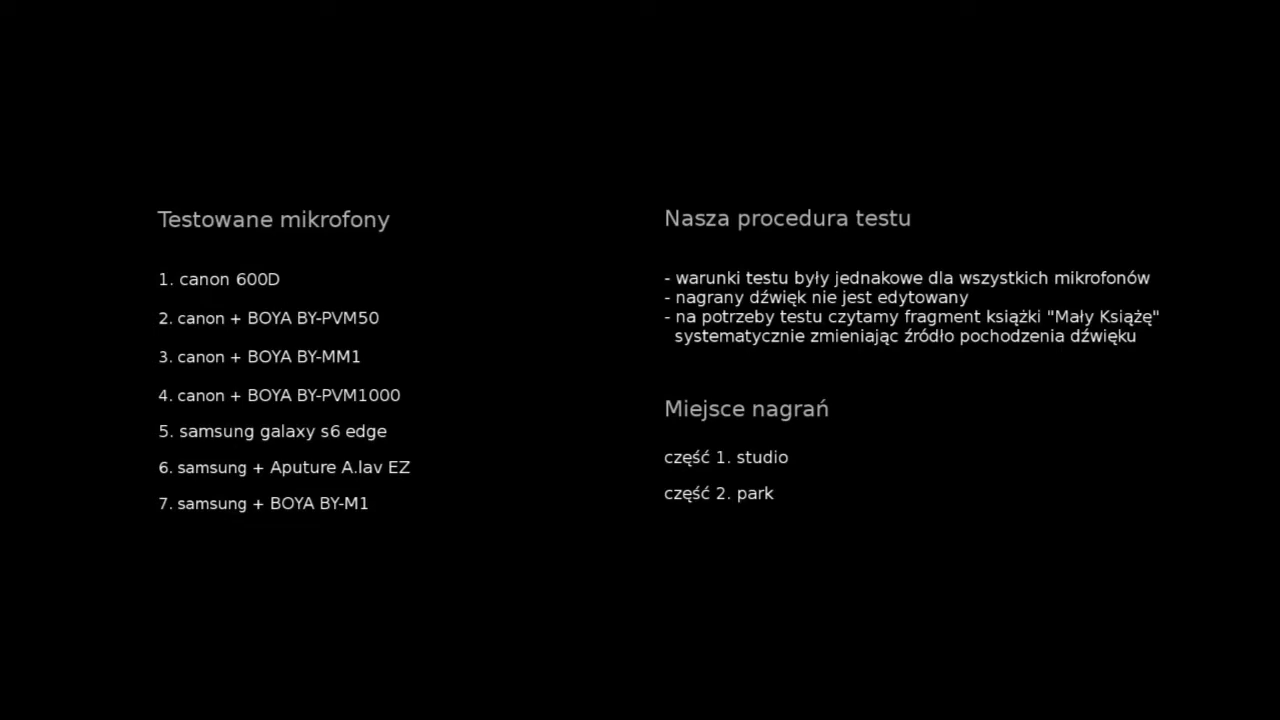 Testowane mikrofony
1. canon 600D
2. canon + BOYA BY-PVM50
3. canon + BOYA BY-MM1
4. canon + BOYA BY-PVM1000
5. samsung galaxy s6 edge
6. samsung + Aputure A.lav EZ
7. samsung + BOYA BY-M1
Nasza procedura testu
- warunki testu były jednakowe dla wszystkich mikrofonów
- nagrany dźwięk nie jest edytowany
- na potrzeby testu czytamy fragment książki "Mały Książę"
systematycznie zmieniając źródło pochodzenia dźwięku
Miejsce nagrań
część 1. studio
część 2. park